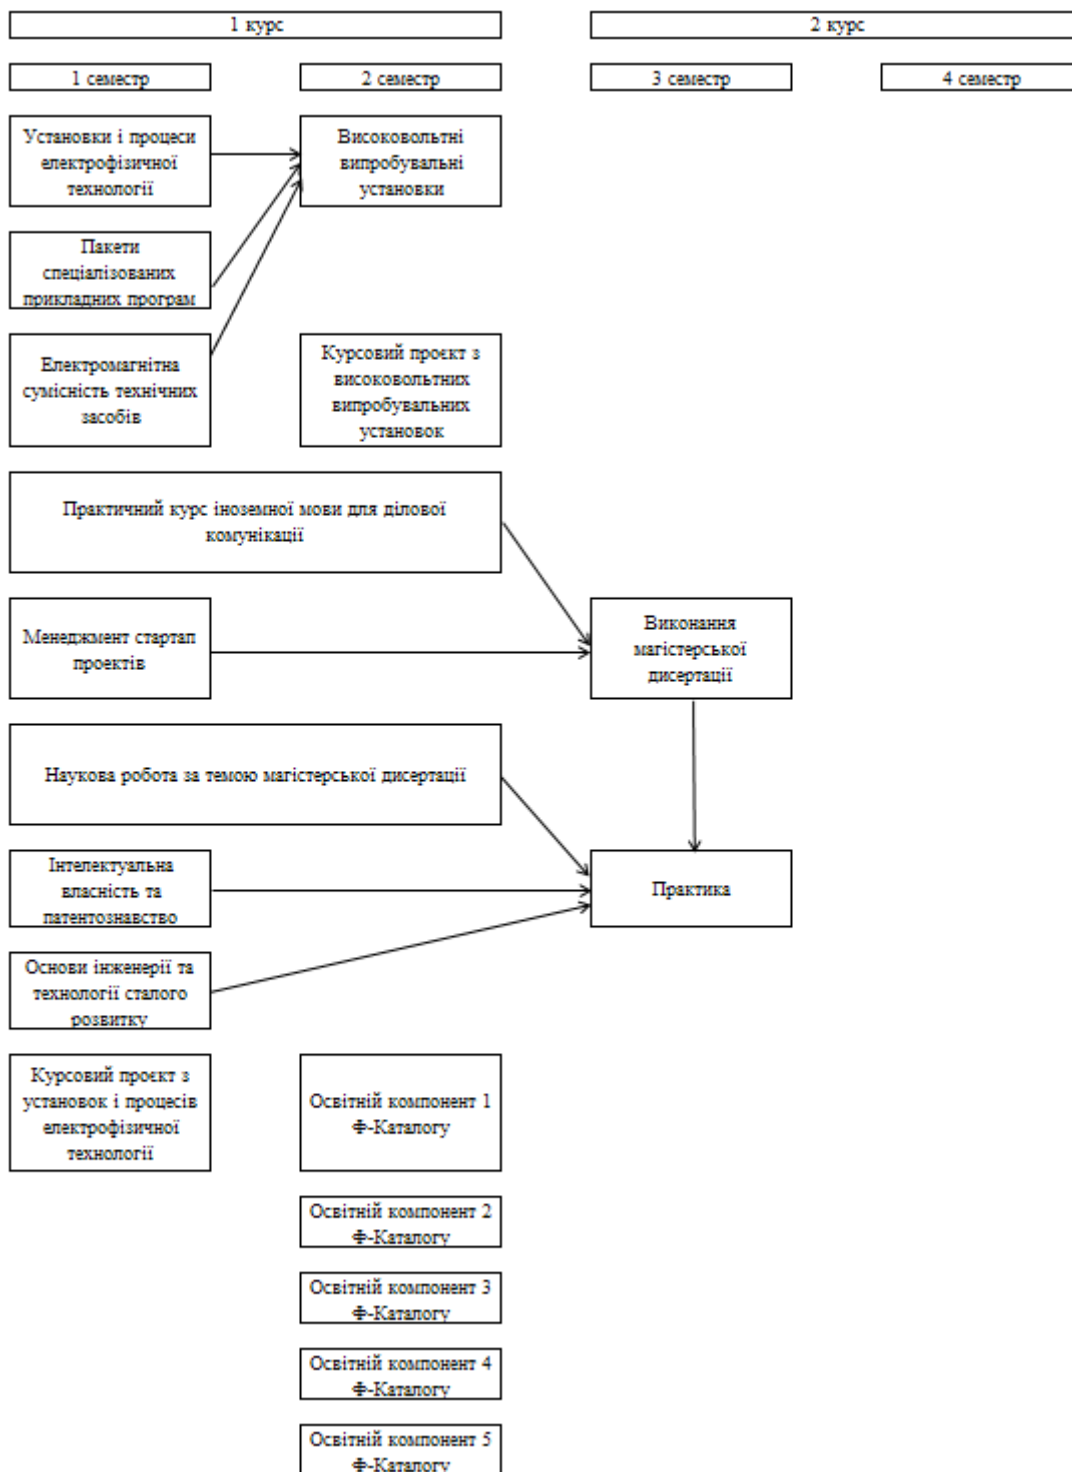 1 курс
2 курс
1 семестр
2 семестр
3 семестр
4 семестр
Установки і процеси
електрофізичної
технології
Високовольтні
випробувальні
установки
Пакети
спеціалізованих
прикладних програм
Електромагнітна
сумісність технічних
засобів
Курсовий проєкт з
високовольтних
випробувальних
установок
Практичний курс іноземної мови для ділової
комунікації
Менеджмент стартап
проектів
Виконання
магістерської
дисертації
Наукова робота за темою магістерської дисертації
Інтелектуальна
власність та
патентознавство
Практика
Основи інженерії та
технології сталого
розвитку
Курсовий проєкт з
установок і процесів
електрофізичної
технології
Освітній компонент 1
Ф-Каталогу
Освітній компонент 2
Ф-Каталогу
Освітній компонент 3
Ф-Каталогу
Освітній компонент 4
Ф-Каталогу
Освітній компонент 5
Ф-Каталогу